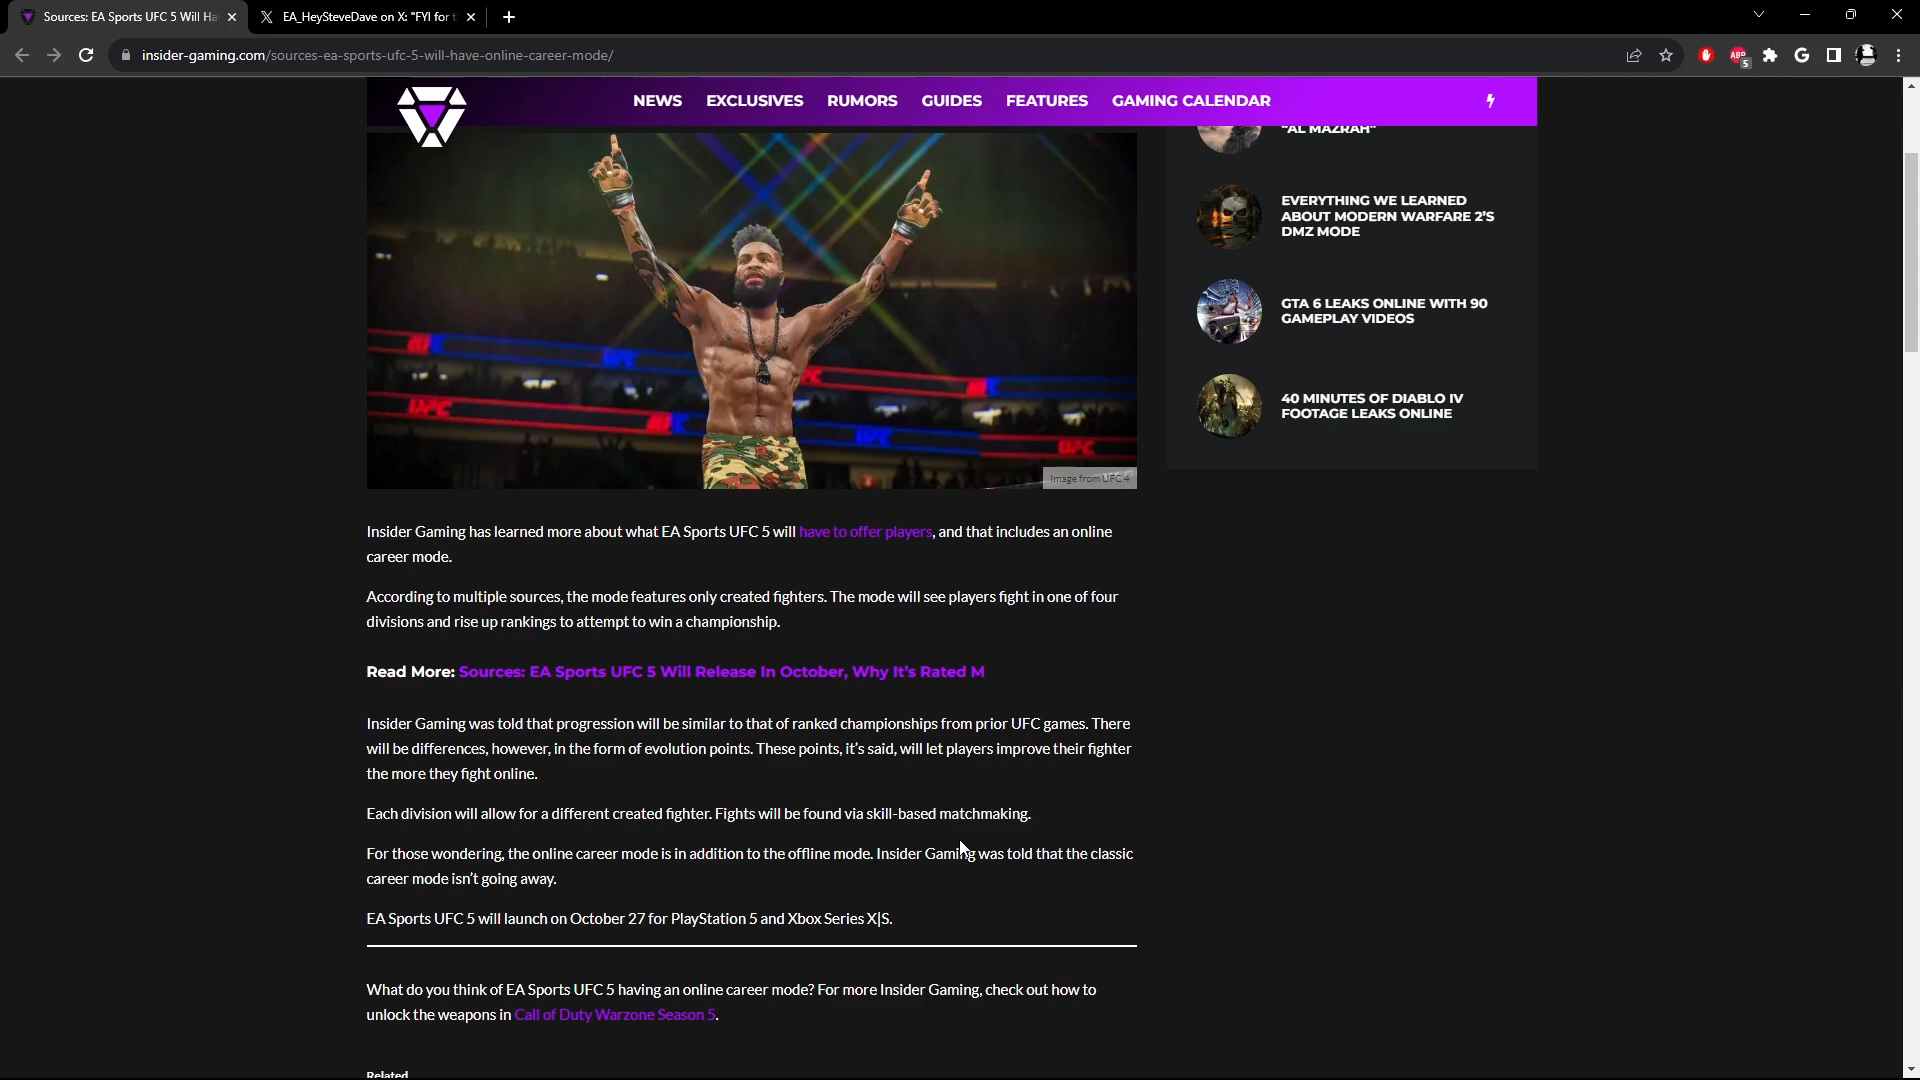 Sources: EA Sports UFC 5 Will Ha
EA_HeySteveDave on X: "FYI for t
insider-gaming.com/sources-ea-sports-ufc-5-will-have-online-career-mode/
ABP
5
G
NEWS EXCLUSIVES RUMORS GUIDES FEATURES GAMING CALENDAR
"AL MAZRAH"
EVERYTHING WE LEARNED
ABOUT MODERN WARFARE 2'S
DMZ MODE
GTA 6 LEAKS ONLINE WITH 90
GAMEPLAY VIDEOS
40 MINUTES OF DIABLO IV
FOOTAGE LEAKS ONLINE
UFC
Image from UFC 4
Insider Gaming has learned more about what EA Sports UFC 5 will have to offer players, and that includes an online
career mode.
According to multiple sources, the mode features only created fighters. The mode will see players fight in one of four
divisions and rise up rankings to attempt to win a championship.
Read More: Sources: EA Sports UFC 5 Will Release In October, Why It's Rated M
Insider Gaming was told that progression will be similar to that of ranked championships from prior UFC games. There
will be differences, however, in the form of evolution points. These points, it's said, will let players improve their fighter
the more they fight online.
Each division will allow for a different created fighter. Fights will be found via skill-based matchmaking.
For those wondering, the online career mode is in addition to the offline mode. Insider Gaming was told that the classic
career mode isn't going away.
EA Sports UFC 5 will launch on October 27 for PlayStation 5 and Xbox Series X|S.
What do you think of EA Sports UFC 5 having an online career mode? For more Insider Gaming, check out how to
unlock the weapons in Call of Duty Warzone Season 5.
Related